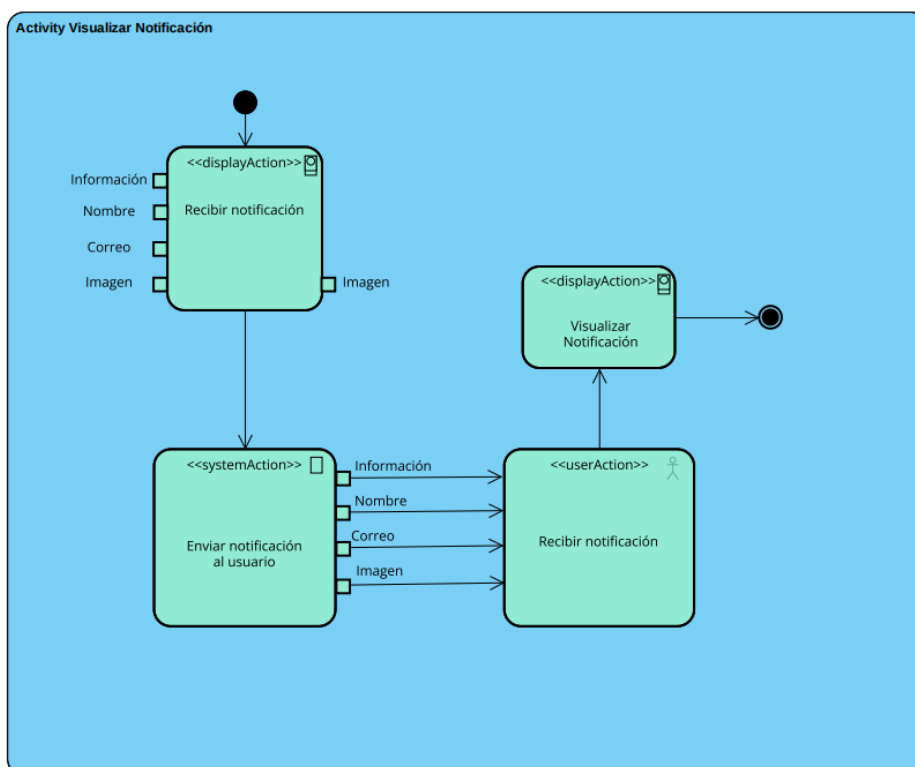 Activity Visualizar Notificación
<<displayAction>>
Recibir notificación
Información
Nombre
Correo
Imagen
Imagen
<<displayAction>>
Visualizar
Notificación
<<systemAction>>
Enviar notificación
al usuario
Información
Nombre
Correo
Imagen
<<userAction>>
Recibir notificación